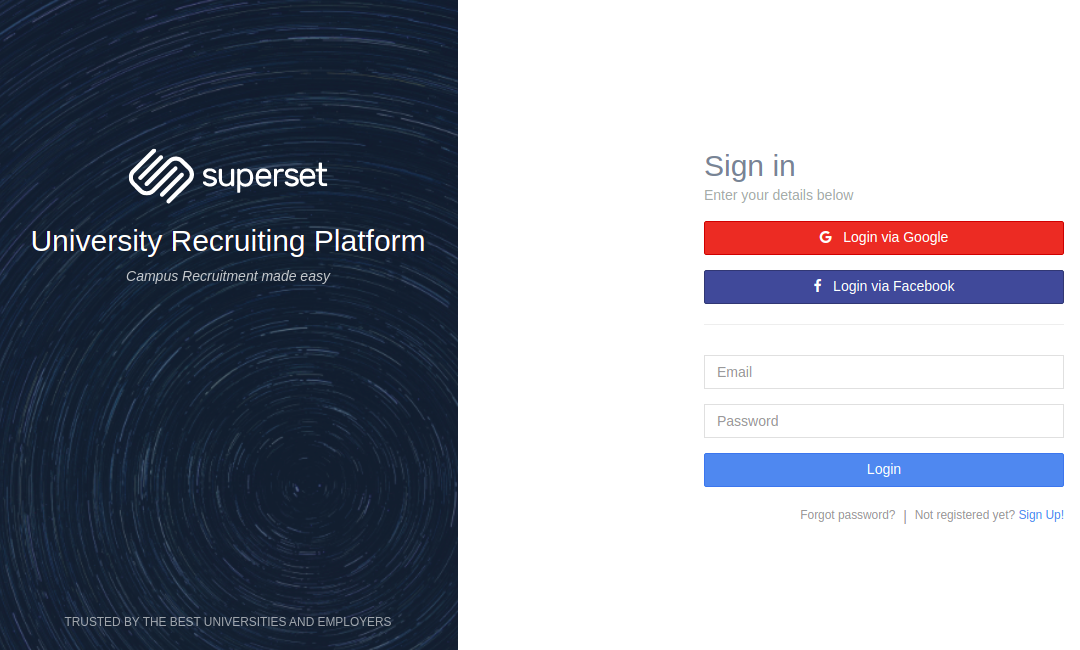 superset
University Recruiting Platform
Campus Recruitment made easy
TRUSTED BY THE BEST UNIVERSITIES AND EMPLOYERS
Sign in
Enter your details below
G Login via Google
f Login via Facebook
Email
Password
Login
Forgot password? | Not registered yet? Sign Up!